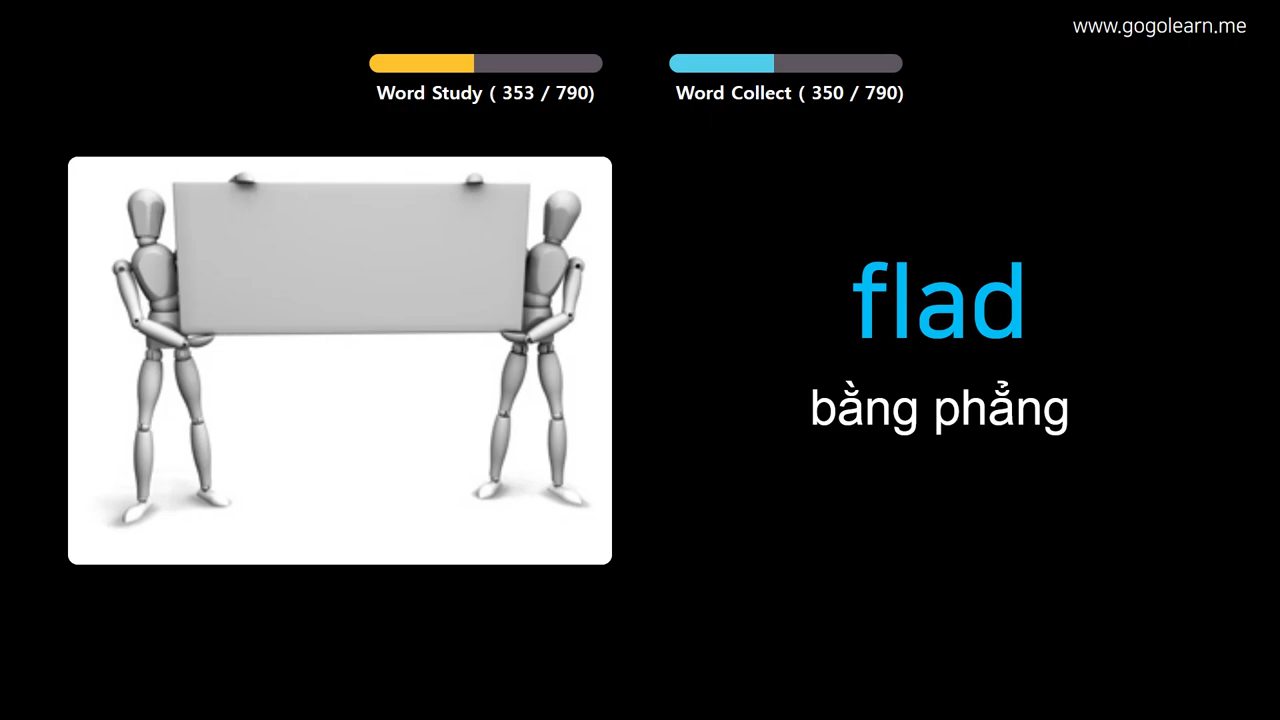 www.gogolearn.me
Word Study ( 353 / 790)
Word Collect ( 350 / 790)
flad
bằng phẳng